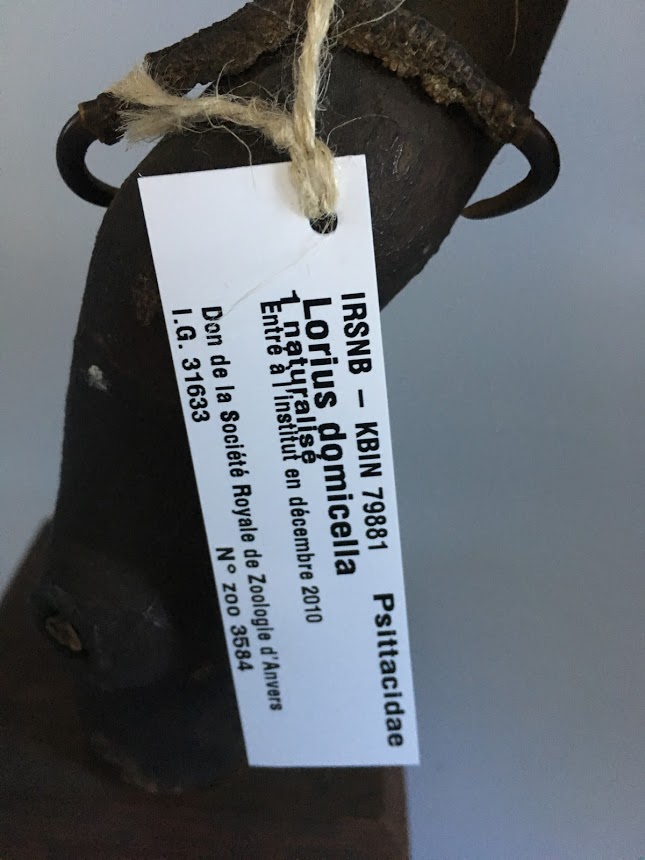 IRSNB – KBIN 79881 Psittacidae
Lorius domicella
1 naturalisé
Entré à l'institut en décembre 2010
Don de la Société Royale de Zoologie d'Anvers
I.G. 31633 N° zoo 3584